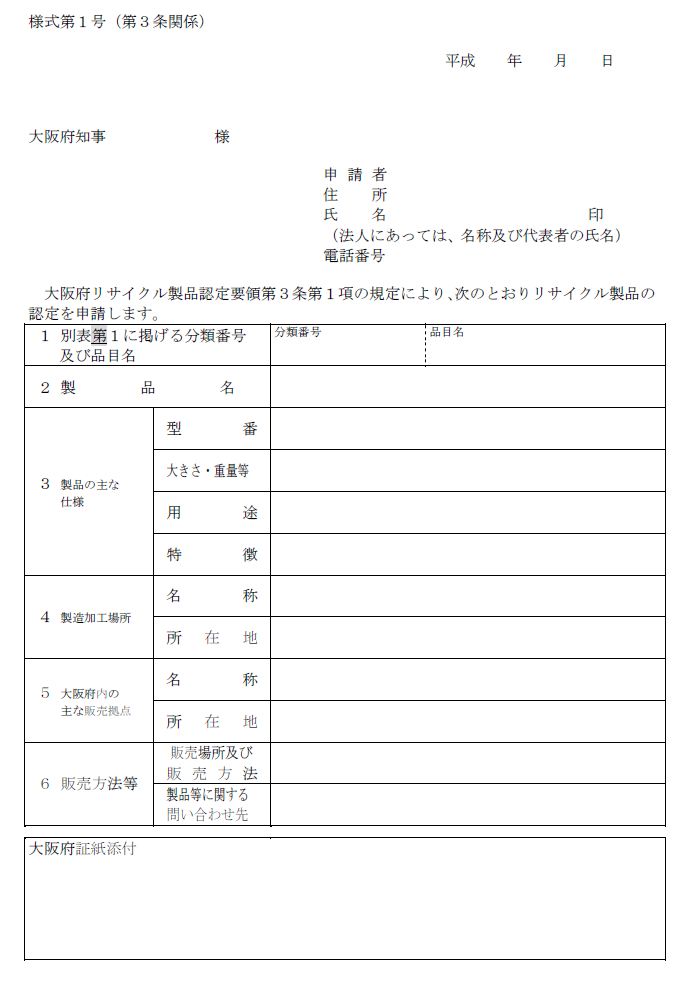 様式第１号（第３条関係）
平成　　年　　月　　日
大阪府知事　　　　　　　様
申 請 者
住　　所
氏　　名　　　　　　　　　　　　　印
（法人にあっては、名称及び代表者の氏名）
電話番号
大阪府リサイクル製品認定要領第３条第１項の規定により､次のとおりリサイクル製品の
認定を申請します。
１ 別表第１に掲げる分類番号
及び品目名
分類番号
品目名
２ 製　　　　品　　　　名
３ 製品の主な
仕様
型　　　　番
大きさ・重量等
用　　　　途
特　　　　徴
４ 製造加工場所
名　　　　称
所　在　地
５ 大阪府内の
主な販売拠点
名　　　　称
所　在　地
６ 販売方法等
販売場所及び
販 売 方 法
製品等に関する
問い合わせ先
大阪府証紙添付